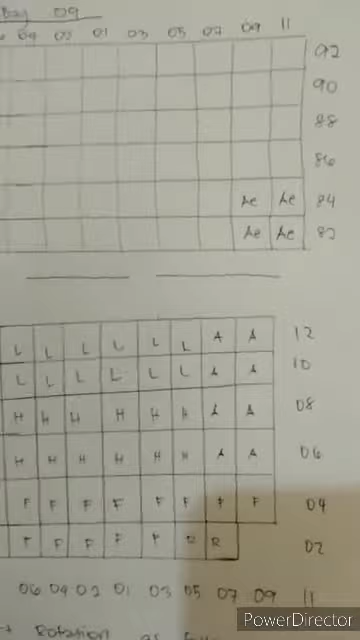 Bay 09
04 02 01 03 05 07 09 11
92
90
88
86
Ae Ae 84
Ae Ae 82
L L L L L L A A 12
L L L L L L A A 10
H H H H H H A A 08
H H H H H H A A 06
F F F F F F F F 04
F F F F F R R 02
06 04 02 01 03 05 07 09 11
PowerDirector
Rotation